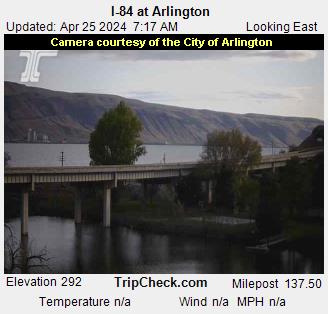 I-84 at Arlington
Updated: Apr 25 2024 7:17 AM Looking East
Camera courtesy of the City of Arlington
Elevation 292 TripCheck.com Milepost 137.50
Temperature n/a Wind n/a MPH n/a